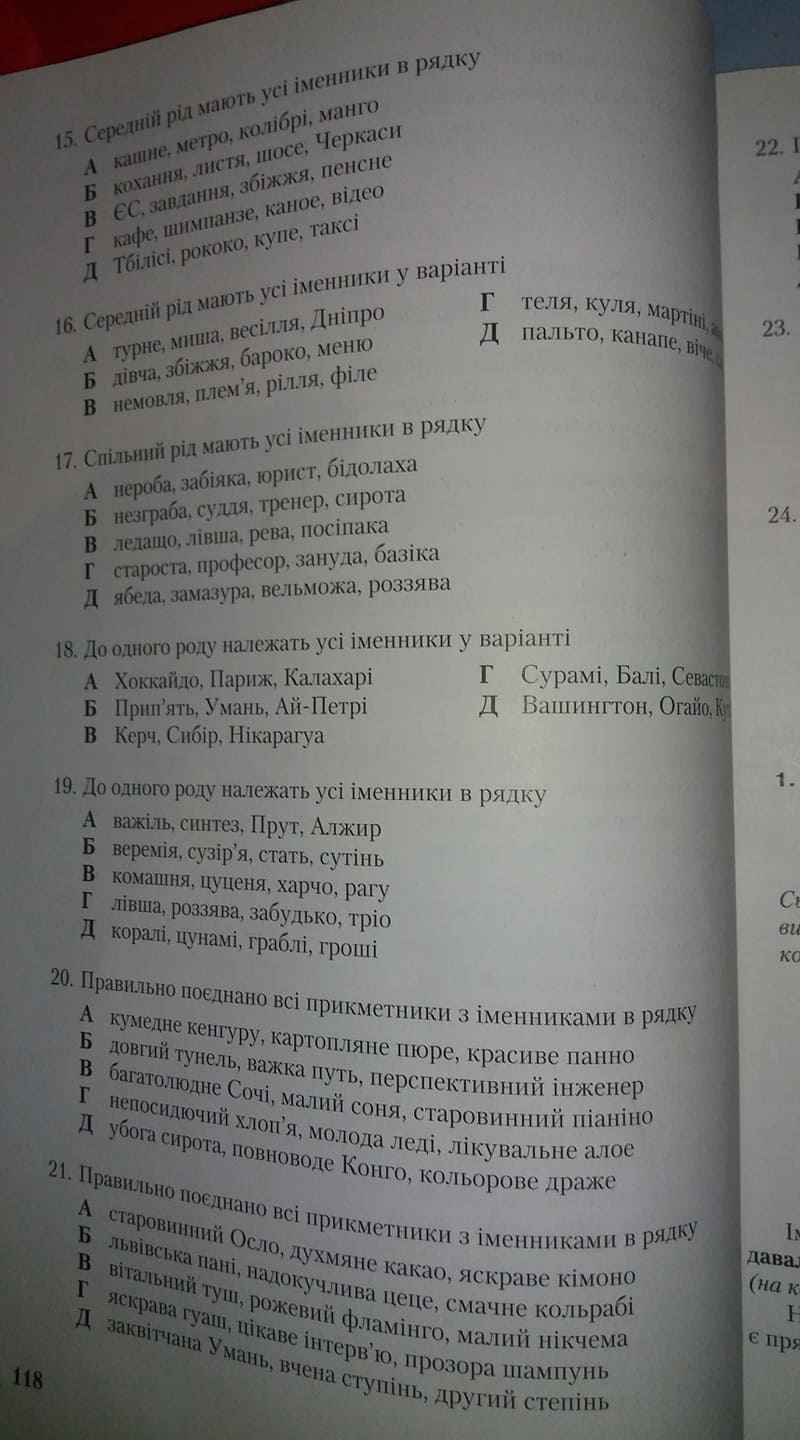 15. Середній рід мають усі іменники в рядку
А кашне, метро, колібрі, манго
Б кохання, листя, шосе, Черкаси
В ЄС, завдання, збіжжя, пенсне
Г кафе, шимпанзе, каное, відео
Д Тбілісі, рококо, купе, таксі
16. Середній рід мають усі іменники у варіанті
А турне, миша, весілля, Дніпро
Б дівча, збіжжя, бароко, меню
В немовля, плем’я, рілля, філе
Г теля, куля, мартіні,
Д пальто, канапе, віче,
17. Спільний рід мають усі іменники в рядку
А нероба, забіяка, юрист, бідолаха
Б незграба, суддя, тренер, сирота
В ледащо, лівша, рева, посіпака
Г староста, професор, зануда, базіка
Д ябеда, замазура, вельможа, роззява
18. До одного роду належать усі іменники у варіанті
А Хоккайдо, Париж, Калахарі
Б Прип’ять, Умань, Ай-Петрі
В Керч, Сибір, Нікарагуа
Г Сурамі, Балі,
Д Вашингтон, Огайо,
19. До одного роду належать усі іменники в рядку
А важіль, синтез, Прут, Алжир
Б веремія, сузір’я, стать, сутінь
В комашня, цуценя, харчо, рагу
Г лівша, роззява, забудько, тріо
Д коралі, цунамі, граблі, гроші
20. Правильно поєднано всі прикметники з іменниками в рядку
А кумедне кенгуру, картопляне пюре, красиве панно
Б довгий тунель, важка путь, перспективний інженер
В багатолюдне Сочі, малий соня, старовинний піаніно
Г непосидючий хлоп’я, молода леді, лікувальне алое
Д убога сирота, повноводе Конго, кольорове драже
21. Правильно поєднано всі прикметники з іменниками в рядку
А старовинний Осло, духмяне какао, яскраве кімоно
Б львівська пані, надокучлива цеце, смачне кольрабі
В вітальний туш, рожевий фламінго, малий нікчема
Г яскрава гуаш, цікаве інтерв’ю, прозора шампунь
Д заквітчана Умань, вчена ступінь, другий степінь
118
22.
23.
24.
1.
(на к
є пря